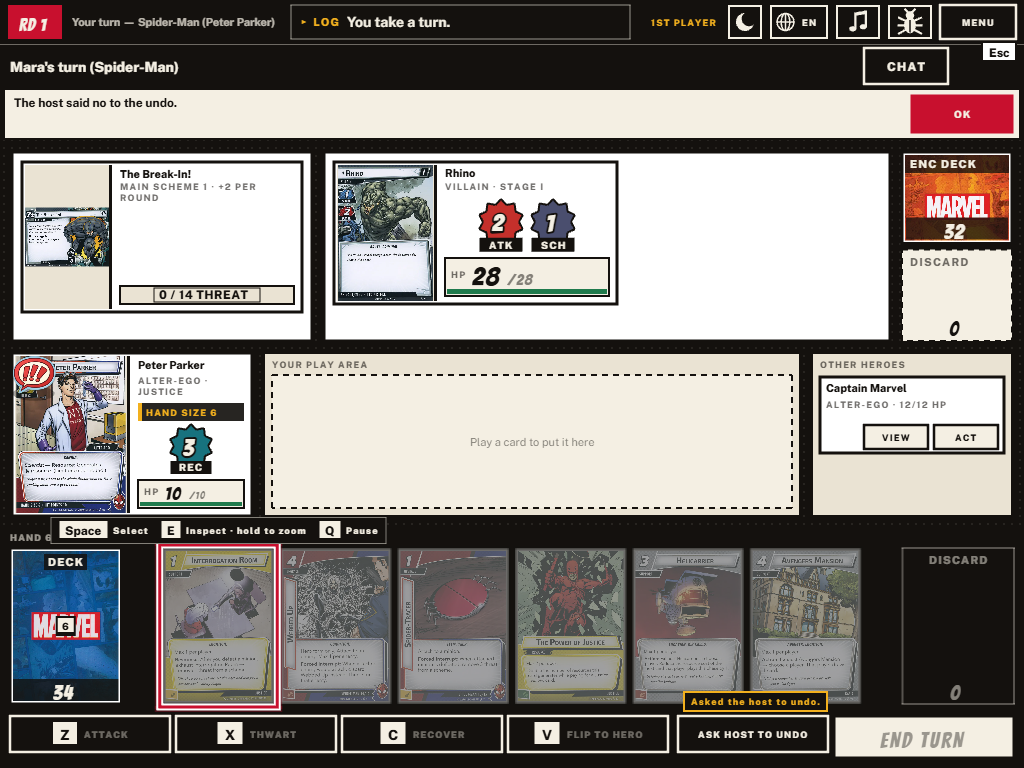 RD 1
Your turn — Spider-Man (Peter Parker)
▸ LOG You take a turn.
1ST PLAYER
EN
MENU
Esc
Mara's turn (Spider-Man)
CHAT
The host said no to the undo.
OK
The Break-In!
MAIN SCHEME 1 · +2 PER
ROUND
0 / 14 THREAT
Rhino
Rhino
VILLAIN · STAGE I
2 1
ATK SCH
HP 28 /28
ENC DECK
MARVEL
32
DISCARD
0
Peter Parker
ALTER-EGO ·
JUSTICE
HAND SIZE 6
3
REC
HP 10 /10
YOUR PLAY AREA
Play a card to put it here
OTHER HEROES
Captain Marvel
ALTER-EGO · 12/12 HP
VIEW
ACT
Space Select E Inspect · hold to zoom Q Pause
HAND 6
DECK
6
34
1 Interrogation Room
4 Warm Up
1 Spider-Tracer
The Power of Justice
3 Helicarrier
4 Avengers Mansion
DISCARD
0
Asked the host to undo.
Z ATTACK
X THWART
C RECOVER
V FLIP TO HERO
ASK HOST TO UNDO
END TURN